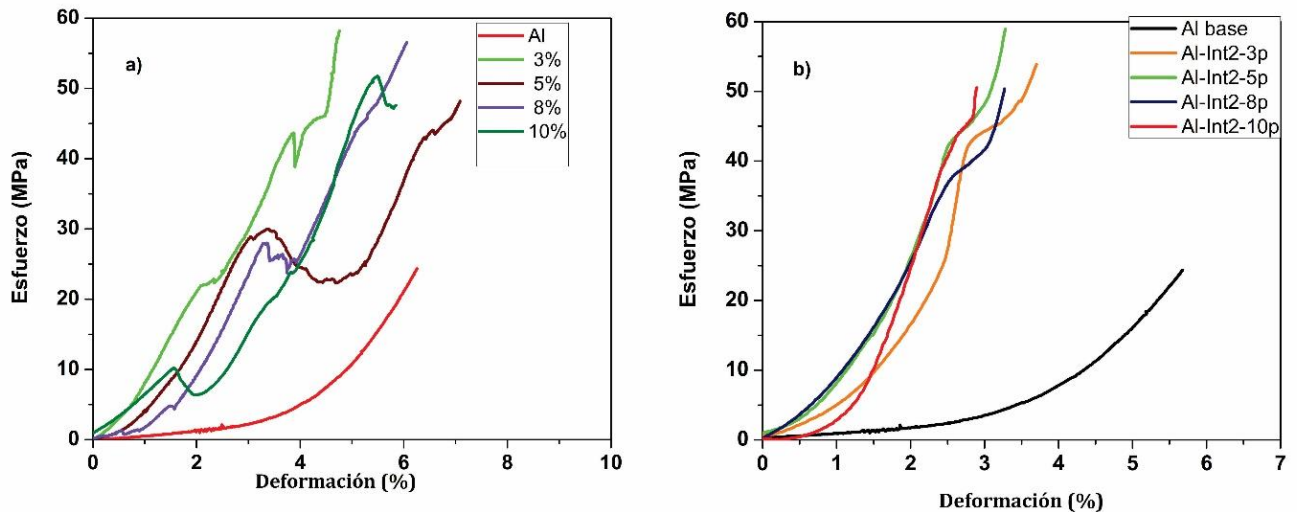 a)
Al
3%
5%
8%
10%
60
50
40
30
20
10
0
Esfuerzo (MPa)
0 2 4 6 8 10
Deformación (%)
b)
Al base
Al-Int2-3p
Al-Int2-5p
Al-Int2-8p
Al-Int2-10p
60
50
40
30
20
10
0
Esfuerzo (MPa)
0 1 2 3 4 5 6 7
Deformación (%)